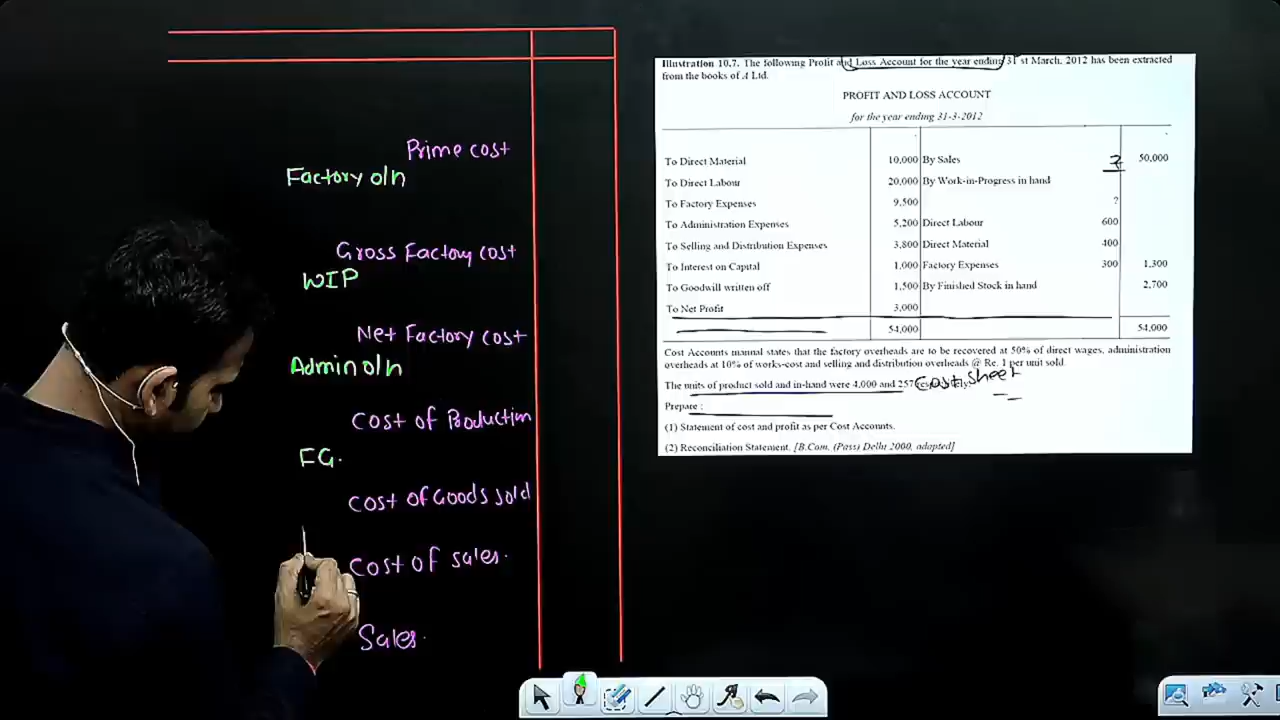 Prime cost
Factory o/h
Gross Factory cost
WIP
Net Factory cost
Admin o/h
Cost of Production
FG.
Cost of Goods sold
Cost of sales.
Sales.
Illustration 10.7. The following Profit and Loss Account for the year ending 31 st March, 2012 has been extracted
from the books of A Ltd.
PROFIT AND LOSS ACCOUNT
for the year ending 31-3-2012
To Direct Material 10,000 By Sales 50,000
To Direct Labour 20,000 By Work-in-Progress in hand
To Factory Expenses 9,500 ?
To Administration Expenses 5,200 Direct Labour 600
To Selling and Distribution Expenses 3,800 Direct Material 400
To Interest on Capital 1,000 Factory Expenses 300 1,300
To Goodwill written off 1,500 By Finished Stock in hand 2,700
To Net Profit 3,000
54,000 54,000
Cost Accounts manual states that the factory overheads are to be recovered at 50% of direct wages, administration
overheads at 10% of works-cost and selling and distribution overheads @ Re. 1 per unit sold.
The units of product sold and in-hand were 4,000 and 257 respectively.
Cost sheet
Prepare :
(1) Statement of cost and profit as per Cost Accounts.
(2) Reconciliation Statement. [B.Com. (Pass) Delhi 2000, adapted]